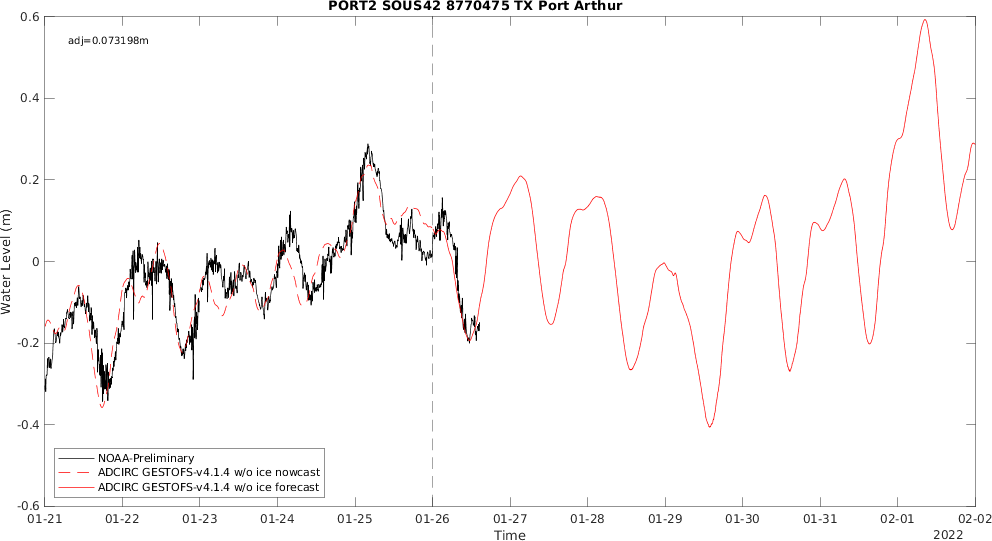 PORT2 SOUS42 8770475 TX Port Arthur
adj=0.073198m
Water Level (m)
0.6
0.4
0.2
0
-0.2
-0.4
-0.6
NOAA-Preliminary
ADCIRC GESTOFS-v4.1.4 w/o ice nowcast
ADCIRC GESTOFS-v4.1.4 w/o ice forecast
01-21 01-22 01-23 01-24 01-25 01-26 01-27 01-28 01-29 01-30 01-31 02-01 02-02
Time
2022